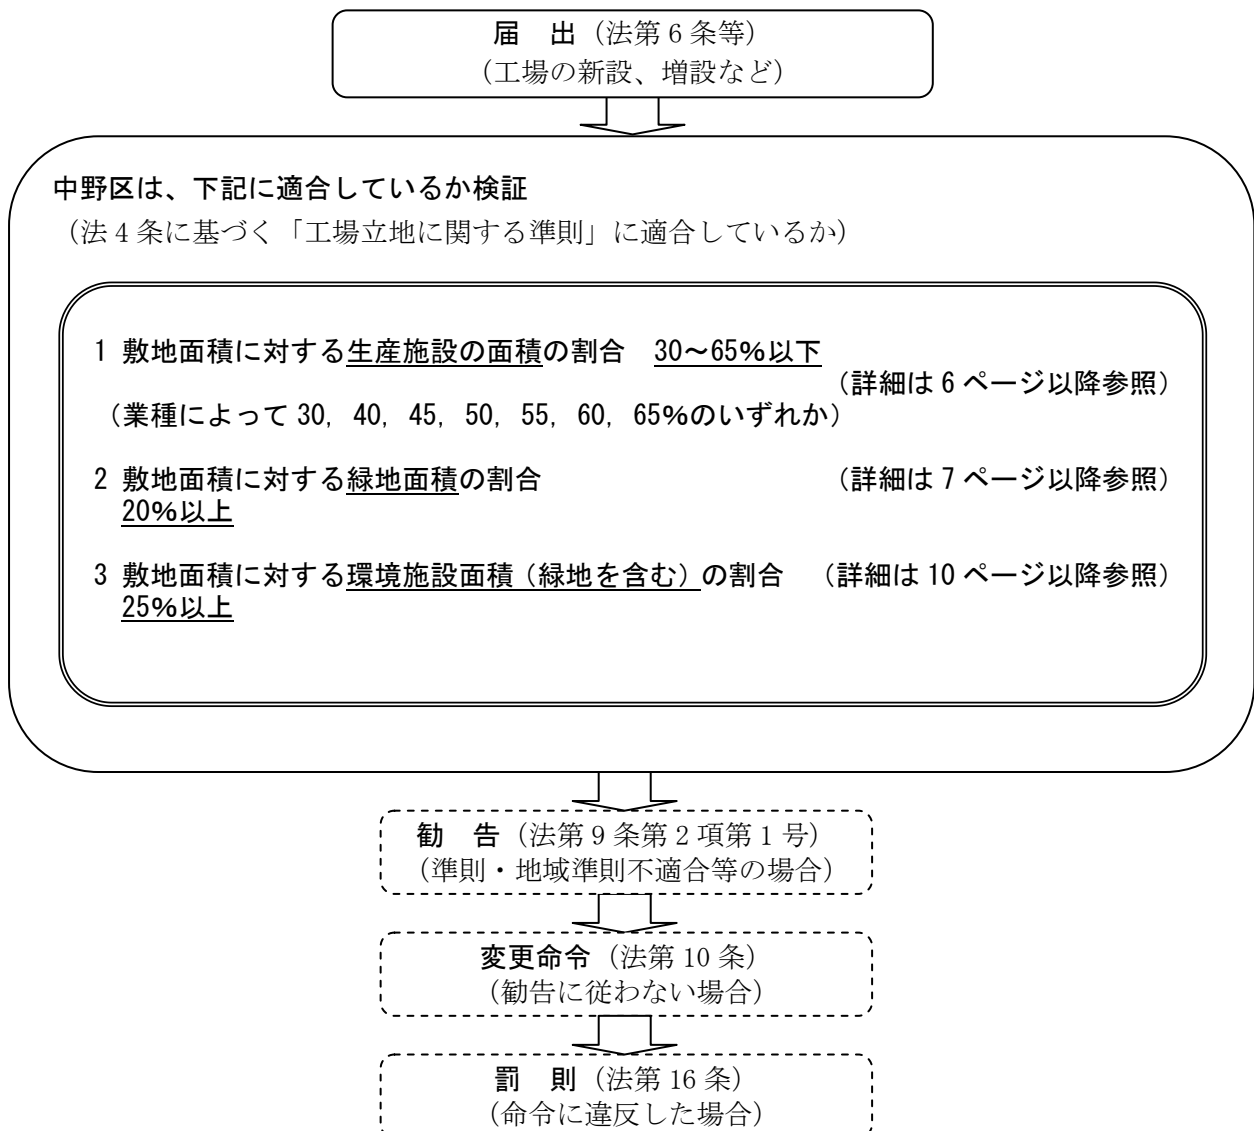 届　出（法第6条等）
（工場の新設、増設など）
中野区は、下記に適合しているか検証
（法4条に基づく「工場立地に関する準則」に適合しているか）
1 敷地面積に対する生産施設の面積の割合　30～65%以下
（詳細は6ページ以降参照）
（業種によって30, 40, 45, 50, 55, 60, 65%のいずれか）
2 敷地面積に対する緑地面積の割合　（詳細は7ページ以降参照）
20%以上
3 敷地面積に対する環境施設面積（緑地を含む）の割合　（詳細は10ページ以降参照）
25%以上
勧　告（法第9条第2項第1号）
（準則・地域準則不適合等の場合）
変更命令（法第10条）
（勧告に従わない場合）
罰　則（法第16条）
（命令に違反した場合）